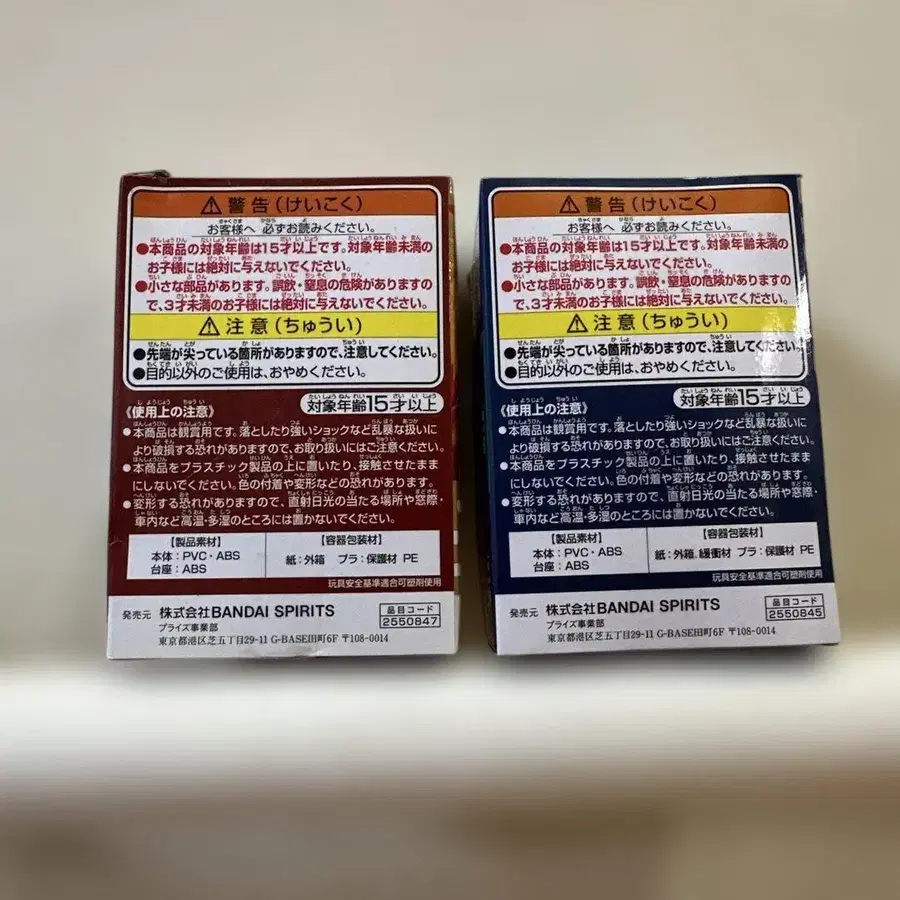 警告(けいこく)
お客様へ 必ずお読みください。
●本商品の対象年齢は15才以上です。対象年齢未満の
お子様には絶対に与えないでください。
●小さな部品があります。誤飲・窒息の危険がありますの
で、3才未満のお子様には絶対に与えないでください。
注意(ちゅうい)
●先端が尖っている箇所がありますので、注意してください。
●目的以外のご使用は、おやめください。
《使用上の注意》
対象年齢15才以上
●本商品は観賞用です。落としたり強いショックなど乱暴な扱いに
より破損する恐れがありますので、お取り扱いにはご注意ください。
●本商品をプラスチック製品の上に置いたり、接触させたまま
にしないでください。色の付着や変形などの恐れがあります。
●変形する恐れがありますので、直射日光の当たる場所や窓際・
車内など高温・多湿のところには置かないでください。
【製品素材】
本体:PVC・ABS
台座:ABS
【容器包装材】
紙:外箱 プラ:保護材 PE
玩具安全基準適合可塑剤使用
発売元 株式会社BANDAI SPIRITS
プライズ事業部
東京都港区芝五丁目29-11 G-BASE田町6F 〒108-0014
品目コード
2550847
警告(けいこく)
お客様へ 必ずお読みください。
●本商品の対象年齢は15才以上です。対象年齢未満の
お子様には絶対に与えないでください。
●小さな部品があります。誤飲・窒息の危険がありますの
で、3才未満のお子様には絶対に与えないでください。
注意(ちゅうい)
●先端が尖っている箇所がありますので、注意してください。
●目的以外のご使用は、おやめください。
《使用上の注意》
対象年齢15才以上
●本商品は観賞用です。落としたり強いショックなど乱暴な扱いに
より破損する恐れがありますので、お取り扱いにはご注意ください。
●本商品をプラスチック製品の上に置いたり、接触させたまま
にしないでください。色の付着や変形などの恐れがあります。
●変形する恐れがありますので、直射日光の当たる場所や窓際・
車内など高温・多湿のところには置かないでください。
【製品素材】
本体:PVC・ABS
台座:ABS
【容器包装材】
紙:外箱、緩衝材 プラ:保護材 PE
玩具安全基準適合可塑剤使用
発売元 株式会社BANDAI SPIRITS
プライズ事業部
東京都港区芝五丁目29-11 G-BASE田町6F 〒108-0014
品目コード
2550845